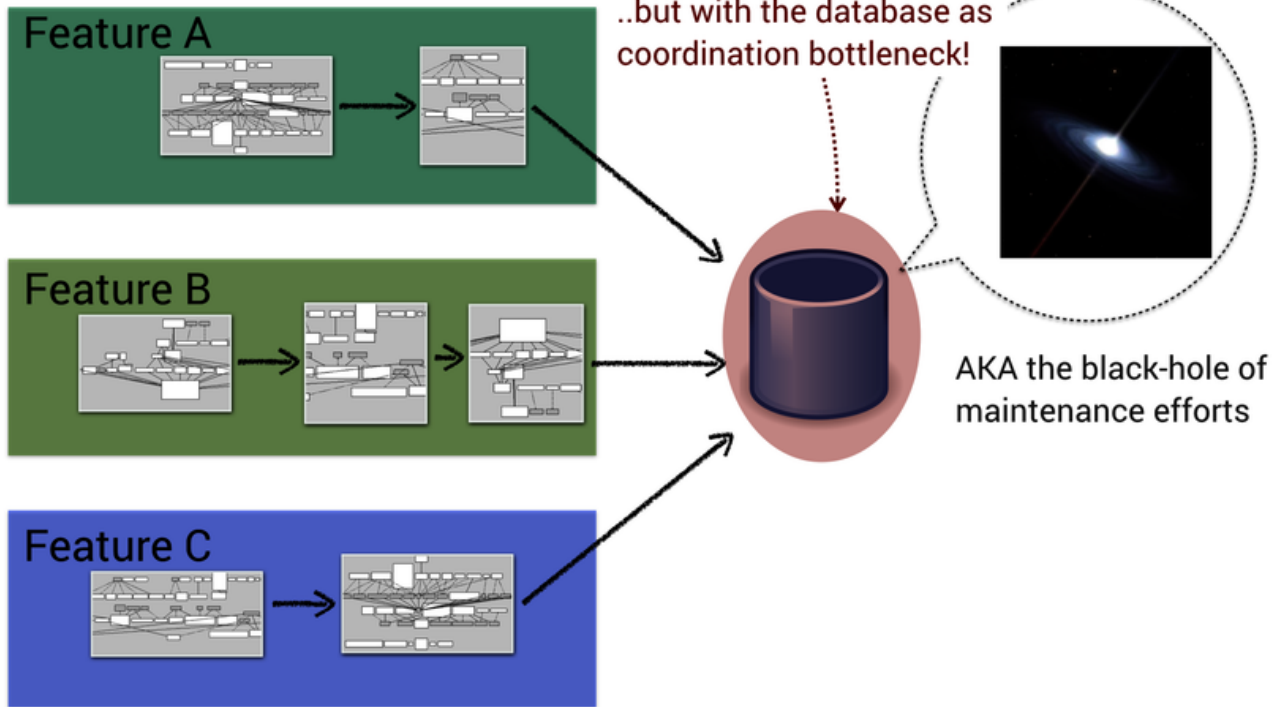 Feature A
..but with the database as
coordination bottleneck!
Feature B
AKA the black-hole of
maintenance efforts
Feature C